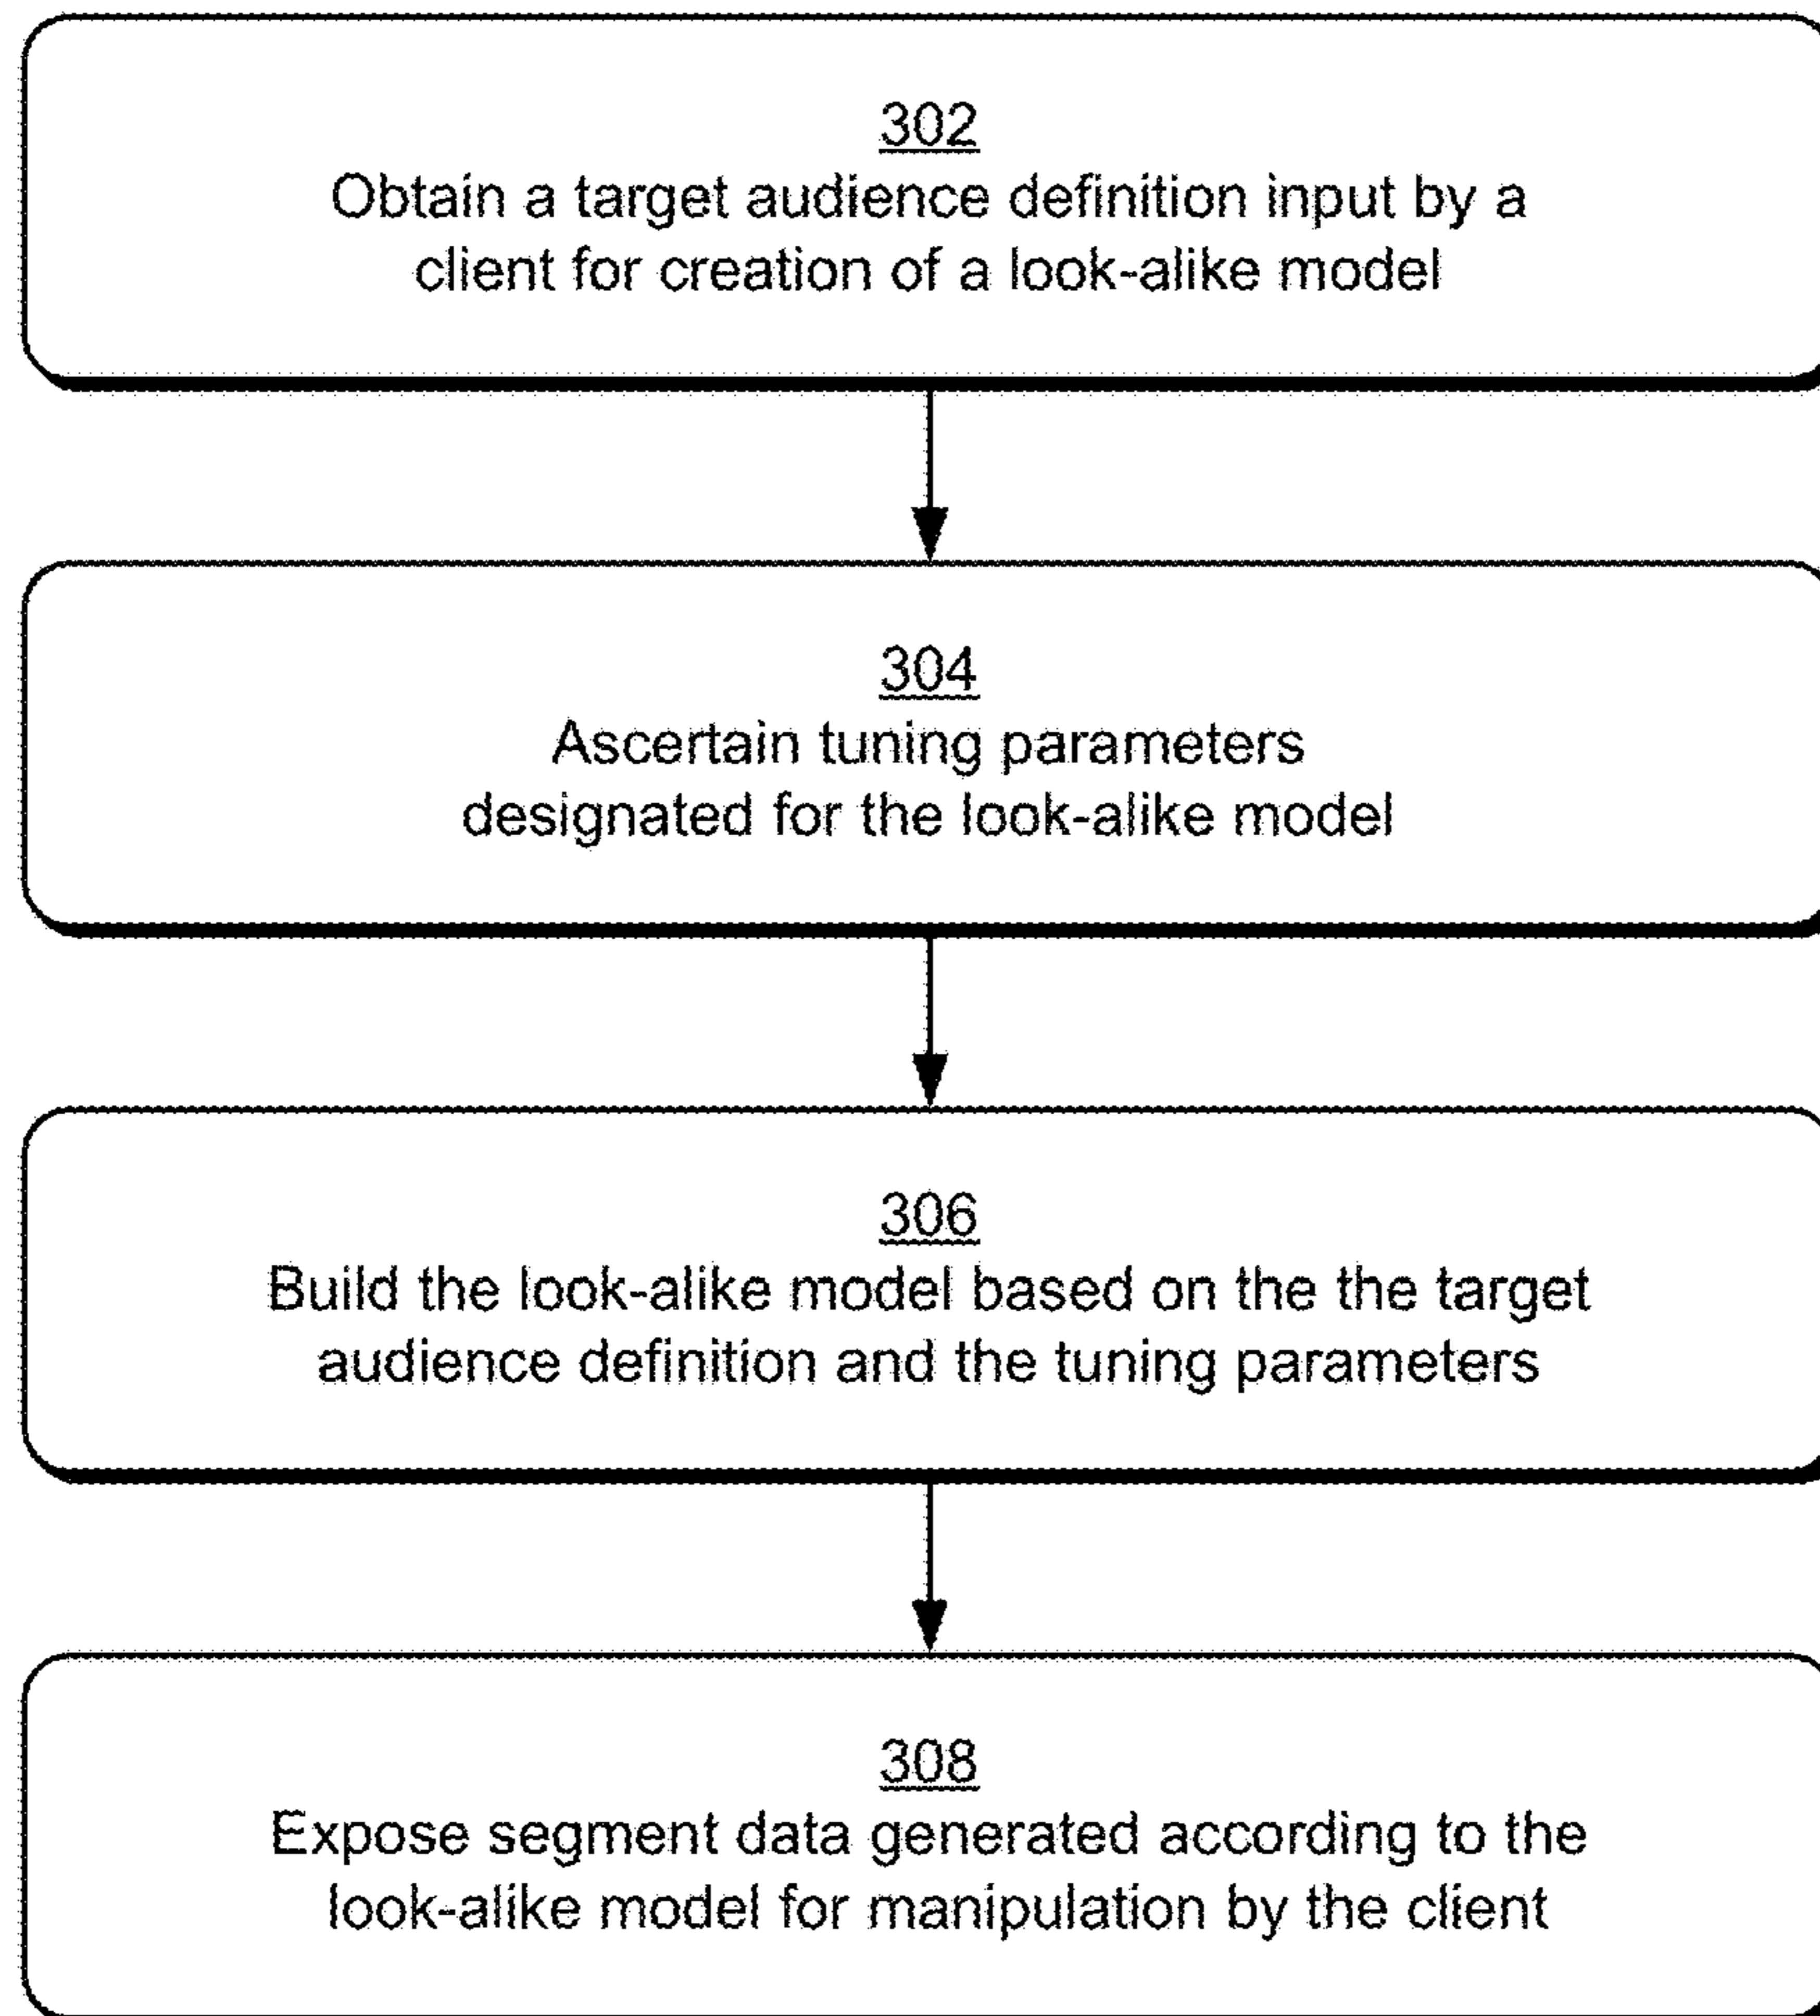 302
Obtain a target audience definition input by a
client for creation of a look-alike model
304
Ascertain tuning parameters
designated for the look-alike model
306
Build the look-alike model based on the the target
audience definition and the tuning parameters
308
Expose segment data generated according to the
look-alike model for manipulation by the client